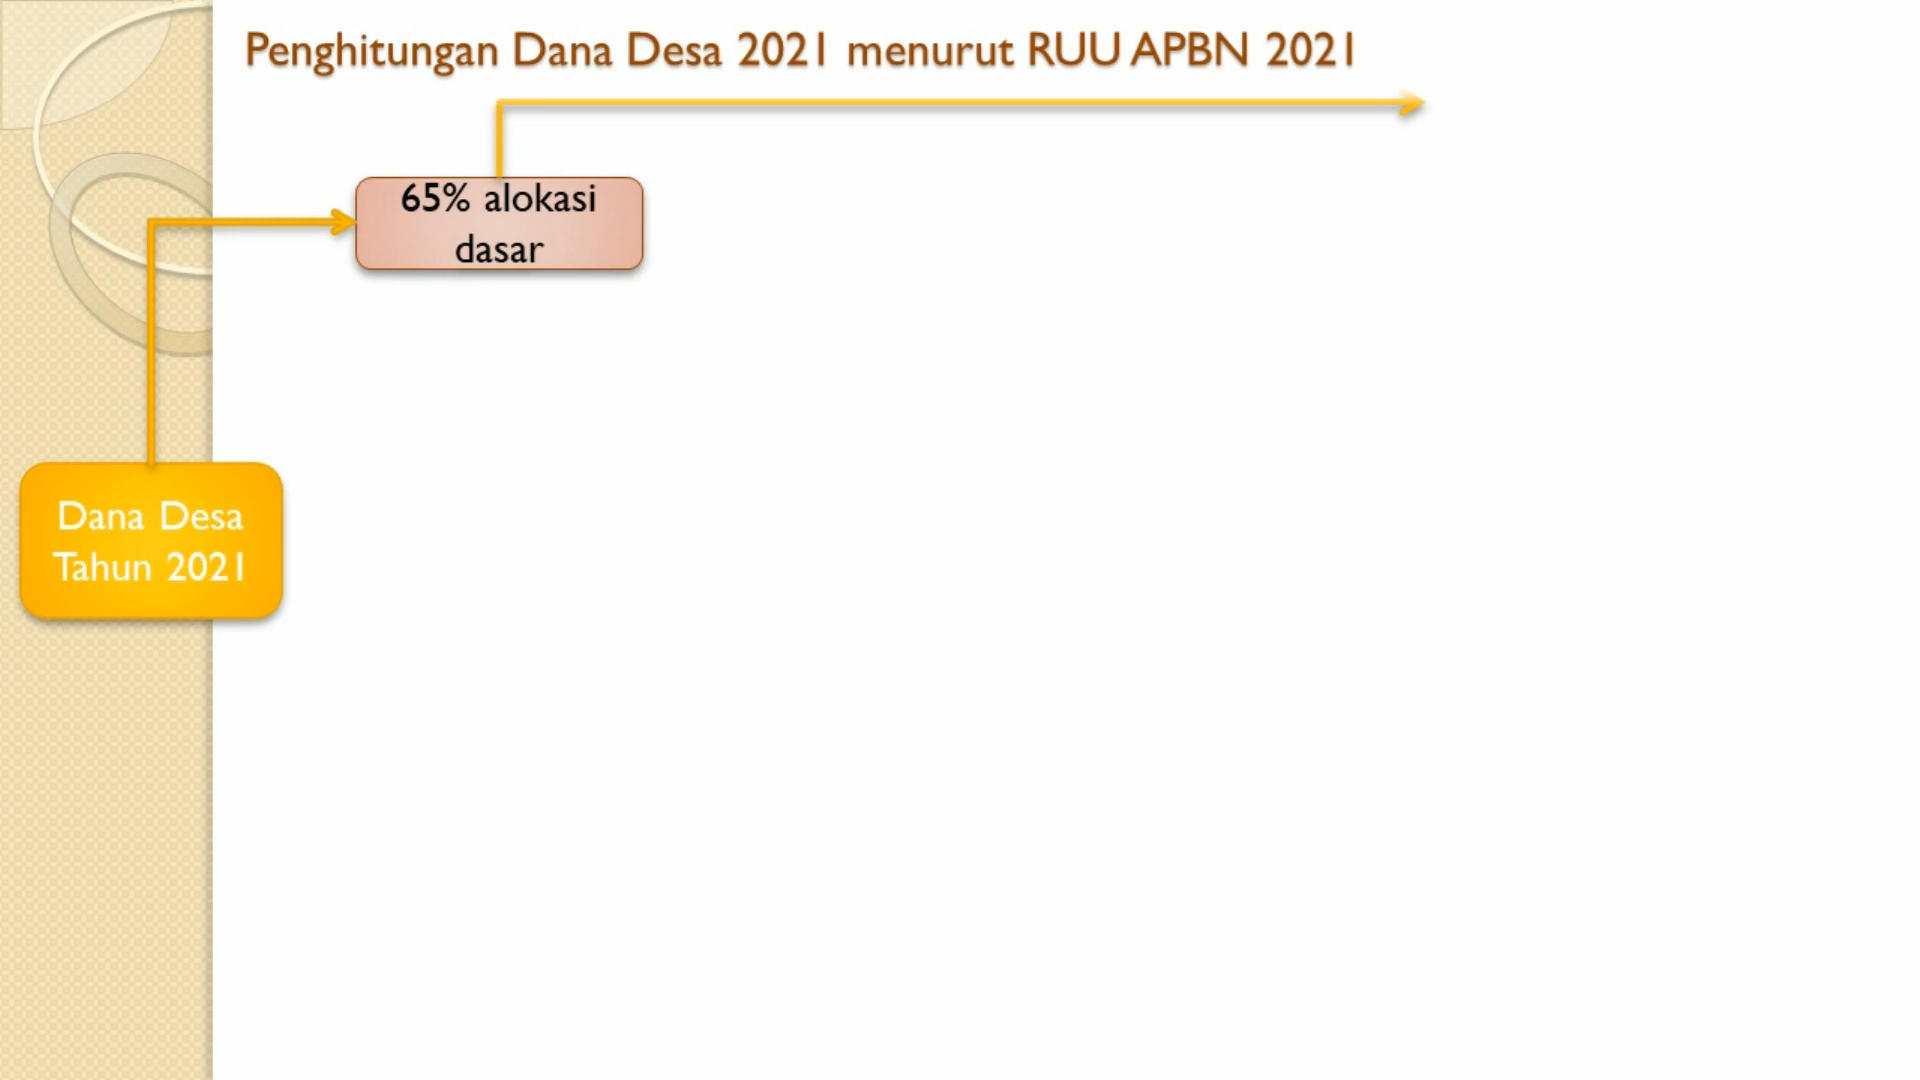 Penghitungan Dana Desa 2021 menurut RUU APBN 2021
65% alokasi
dasar
Dana Desa
Tahun 2021